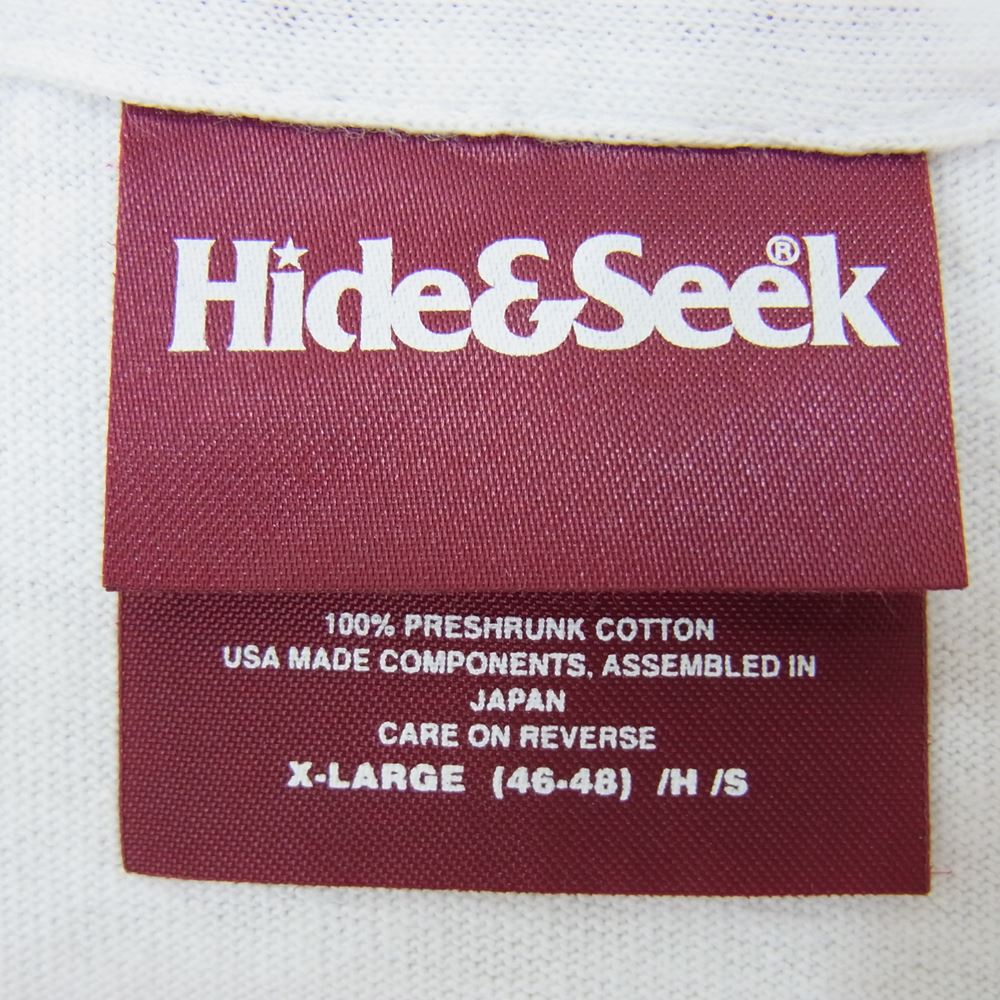 Hide&Seek®
100% PRESHRUNK COTTON
USA MADE COMPONENTS, ASSEMBLED IN
JAPAN
CARE ON REVERSE
X-LARGE (46-48) /H /S